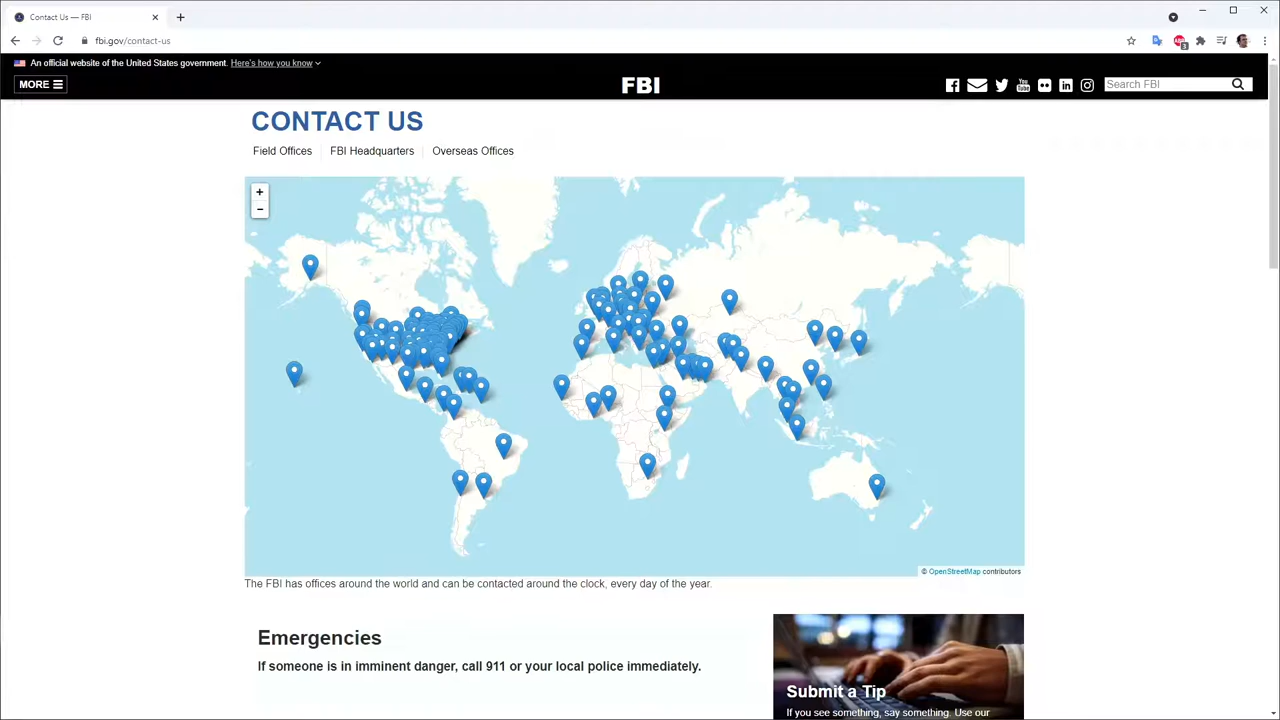 Contact Us — FBI
fbi.gov/contact-us
An official website of the United States government. Here's how you know
MORE
FBI
Search FBI
CONTACT US
Field Offices
FBI Headquarters
Overseas Offices
+
−
© OpenStreetMap contributors
The FBI has offices around the world and can be contacted around the clock, every day of the year.
Emergencies
If someone is in imminent danger, call 911 or your local police immediately.
Submit a Tip
If you see something, say something. Use our